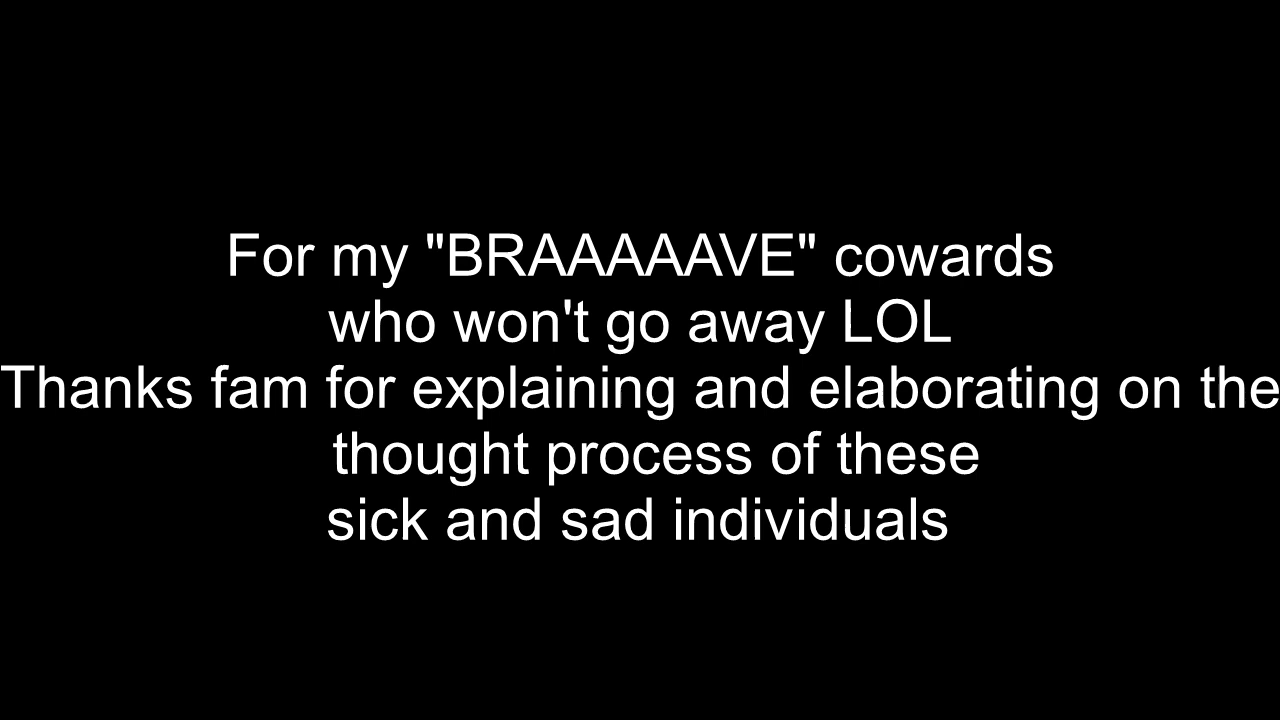 For my "BRAAAAAVE" cowards
who won't go away LOL
Thanks fam for explaining and elaborating on the
thought process of these
sick and sad individuals